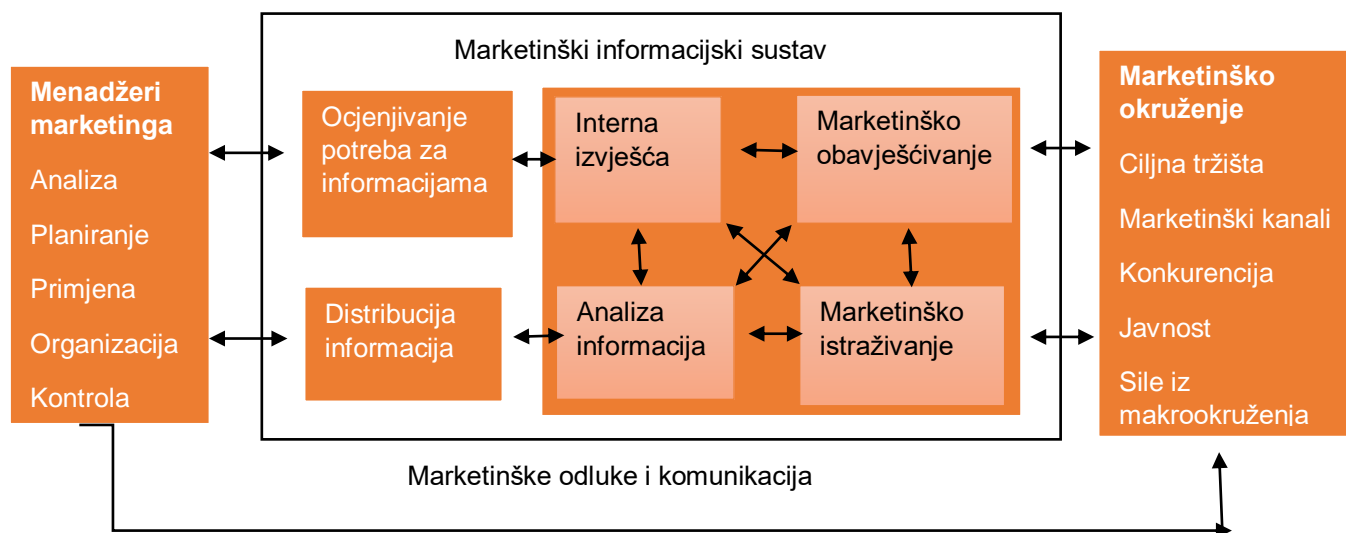 Marketinški informacijski sustav
Menadžeri
marketinga
Analiza
Planiranje
Primjena
Organizacija
Kontrola
Ocjenjivanje
potreba za
informacijama
Distribucija
informacija
Interna
izvješća
Marketinško
obavješćivanje
Analiza
informacija
Marketinško
istraživanje
Marketinško
okruženje
Ciljna tržišta
Marketinški kanali
Konkurencija
Javnost
Sile iz
makrookruženja
Marketinške odluke i komunikacija